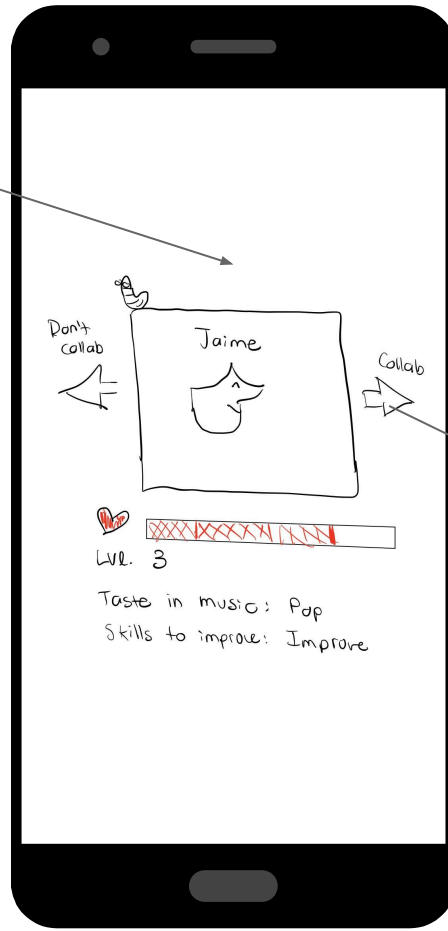 Don't
collab
Jaime
Collab
Lvl. 3
Taste in music: Pop
Skills to improve: Improve